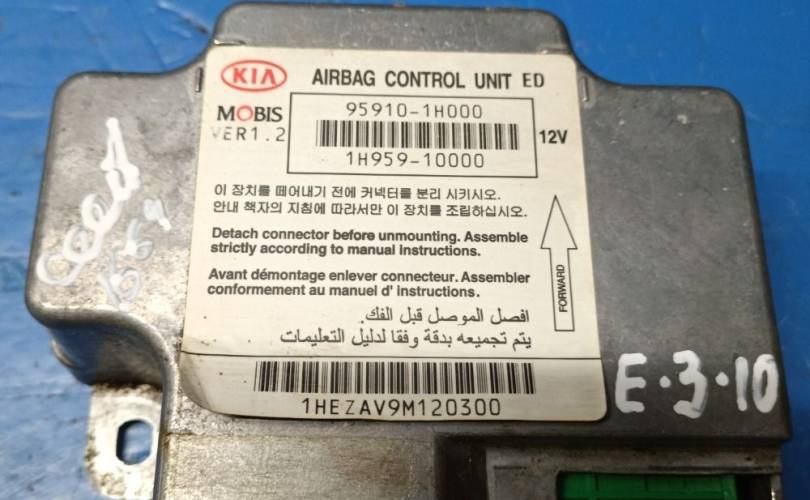 KIA AIRBAG CONTROL UNIT ED
MOBIS
VER1.2
95910-1H000
1H959-10000
12V
이 장치를 떼어내기 전에 커넥터를 분리 시키시오.
안내 책자의 지침에 따라서만 이 장치를 조립하십시오.
Detach connector before unmounting. Assemble
strictly according to manual instructions.
Avant démontage enlever connecteur. Assembler
conformement au manuel d' instructions.
افصل الموصل قبل الفك.
يتم تجميعه بدقة وفقا لدليل التعليمات
FORWARD
1HEZAV9M120300
E·3·10